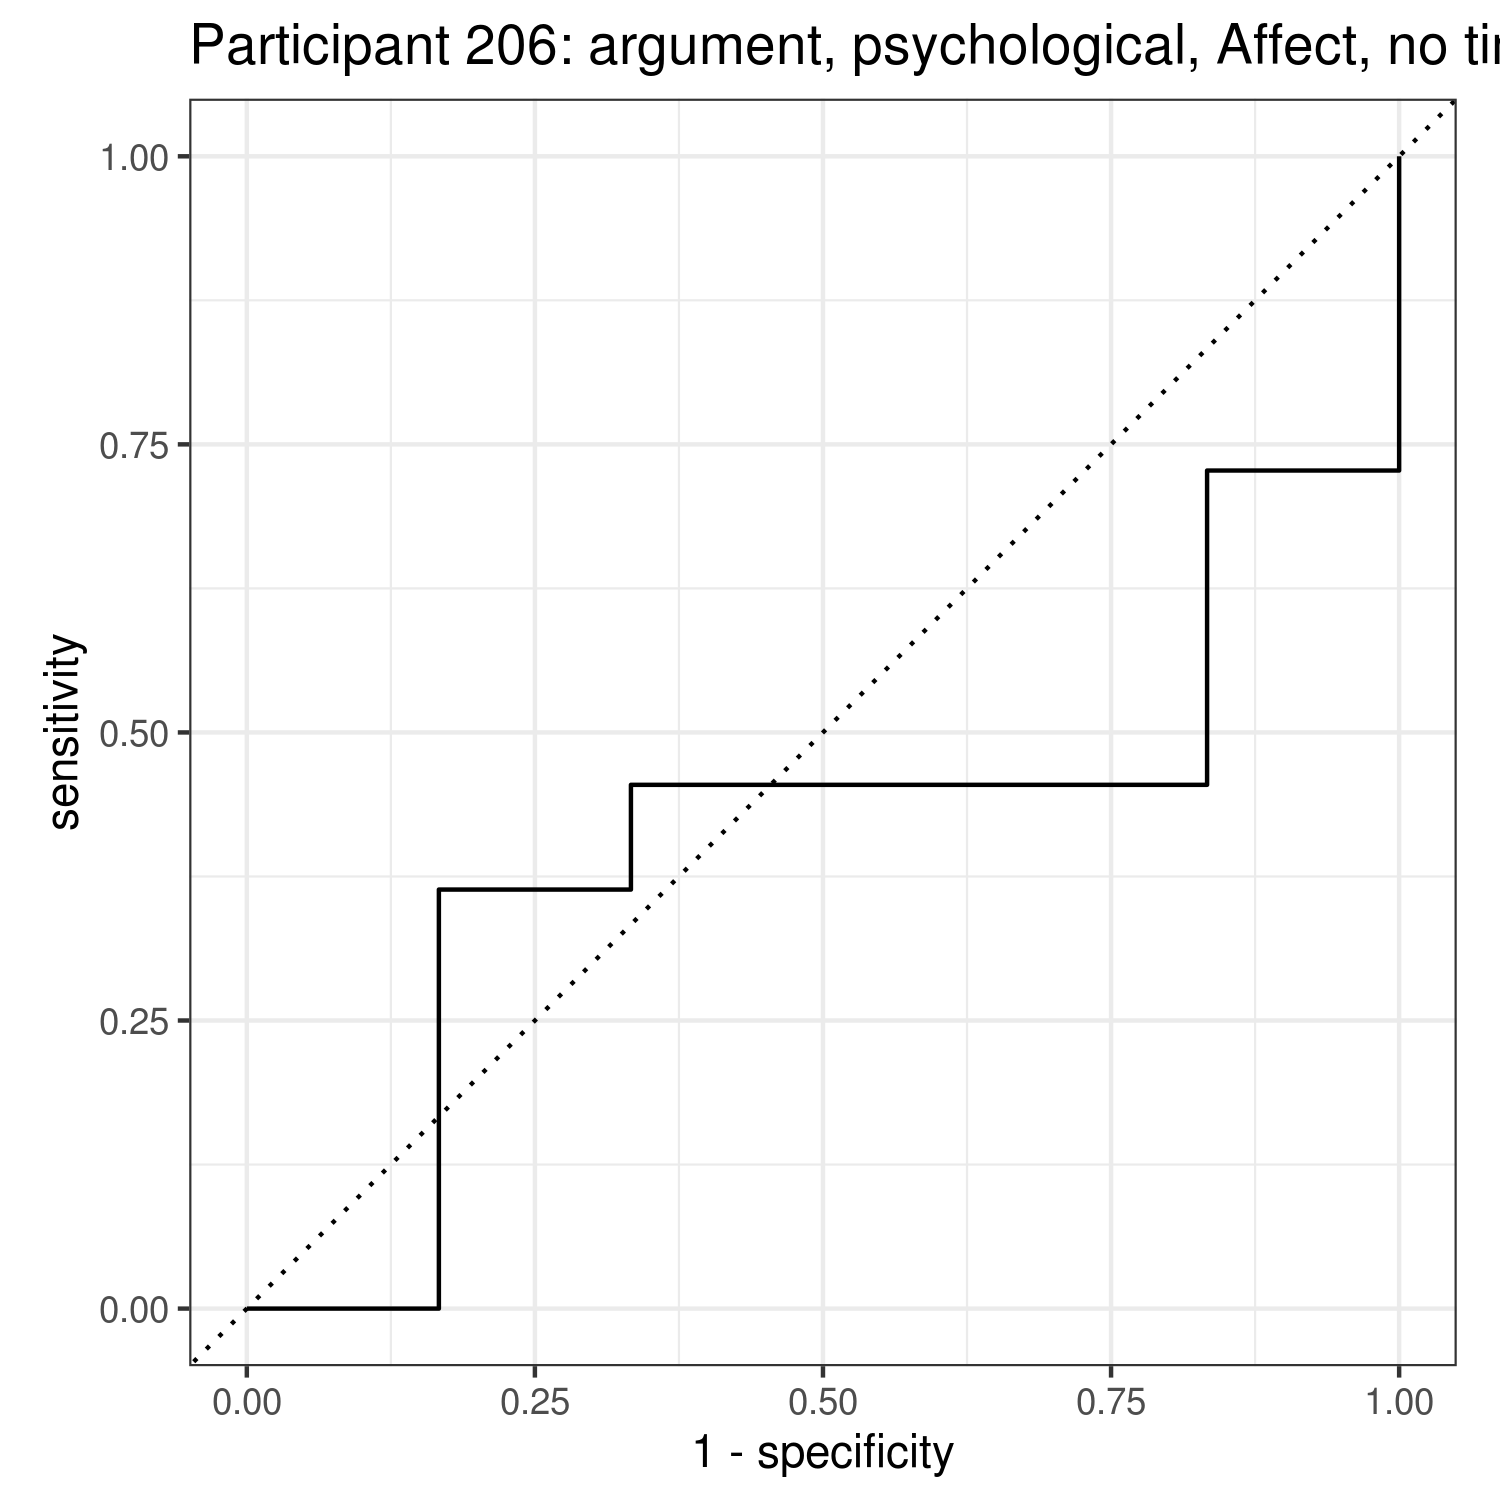 Participant 206: argument, psychological, Affect, no
1.00
0.75
0.50
0.25
0.00
sensitivity
0.00 0.25 0.50 0.75 1.00
1 - specificity